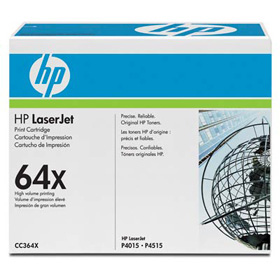 hp
HP LaserJet
Print Cartridge
Cartouche d'impression
Cartucho de impresión
Precise. Reliable.
Original HP Toners.
Les toners HP d'origine :
précision et fiabilité.
Precisos. Confiables.
Tóners originales HP.
64x
High volume printing
Volume d'impression élevé
Impresión de gran volumen
CC364X
HP LaserJet
P4015 · P4515